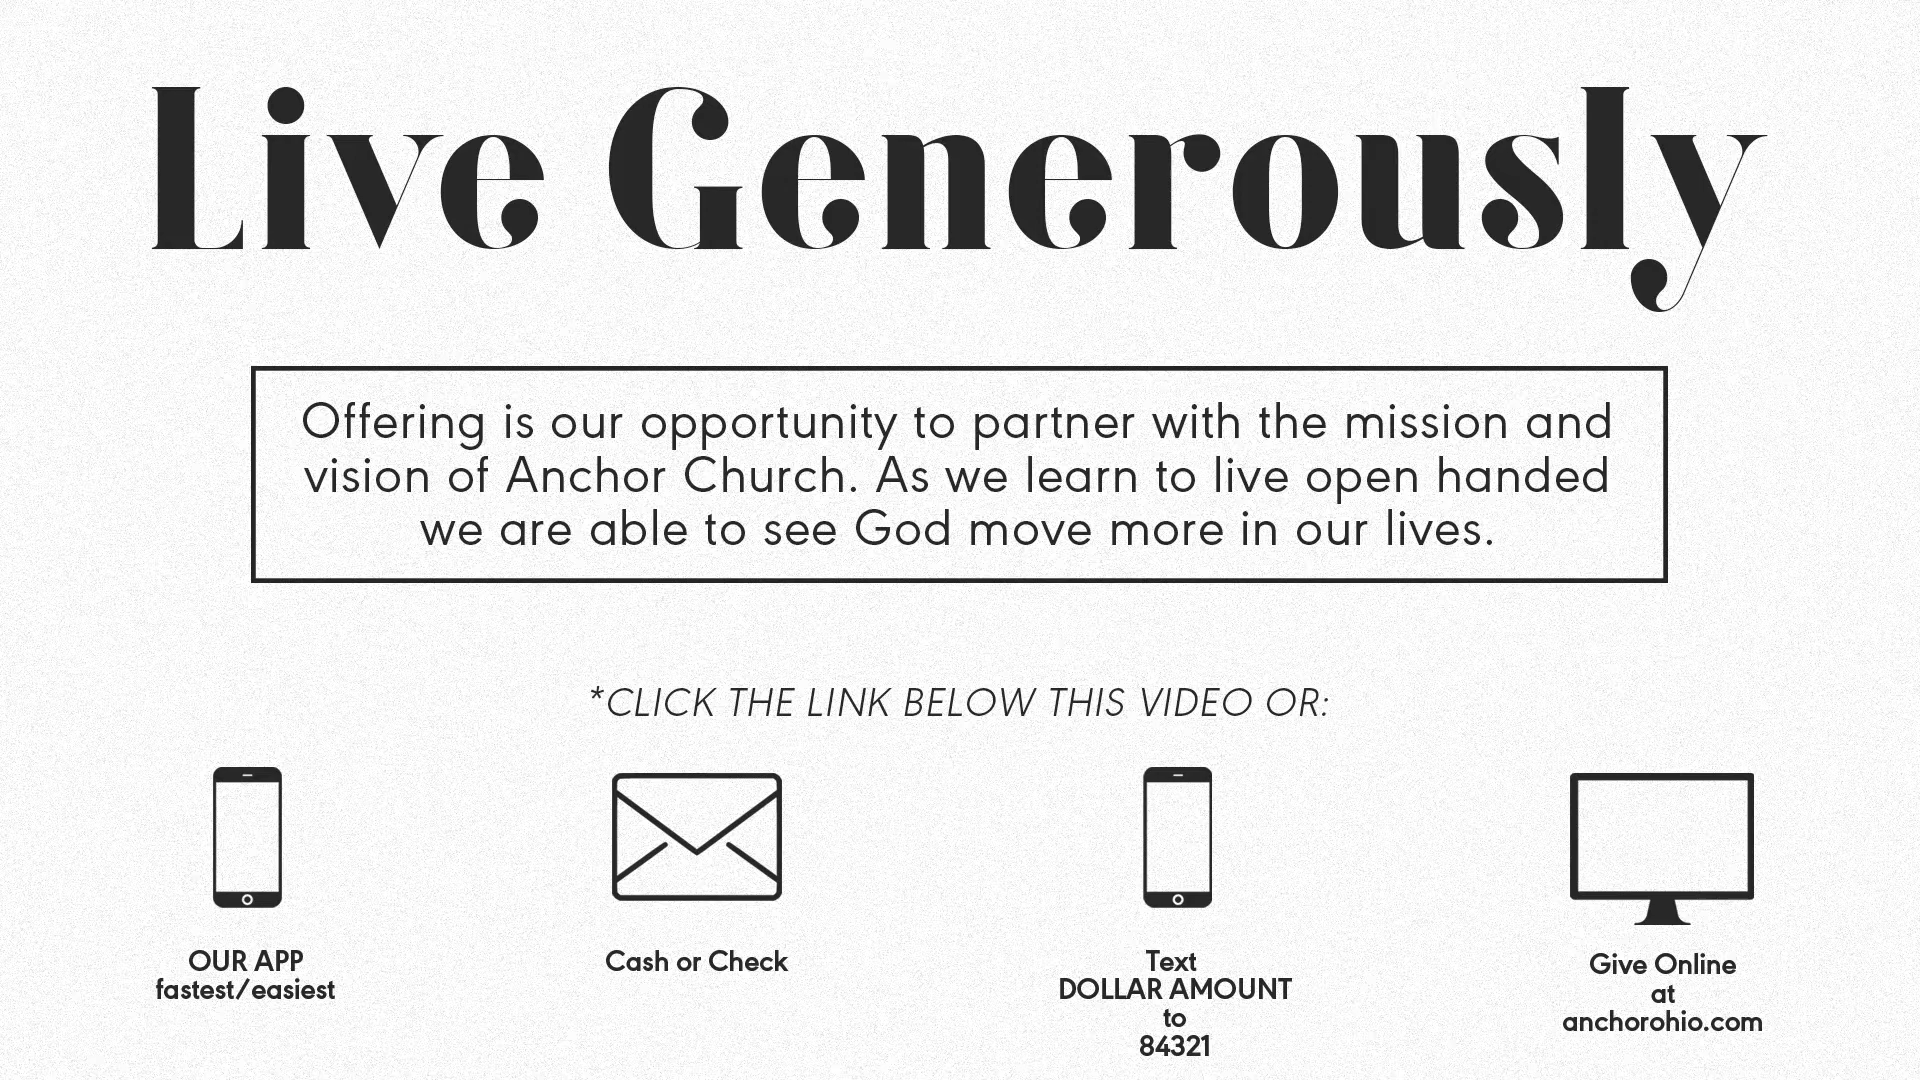 Live Generously
Offering is our opportunity to partner with the mission and
vision of Anchor Church. As we learn to live open handed
we are able to see God move more in our lives.
*CLICK THE LINK BELOW THIS VIDEO OR:
OUR APP
fastest/easiest
Cash or Check
Text
DOLLAR AMOUNT
to
84321
Give Online
at
anchorohio.com